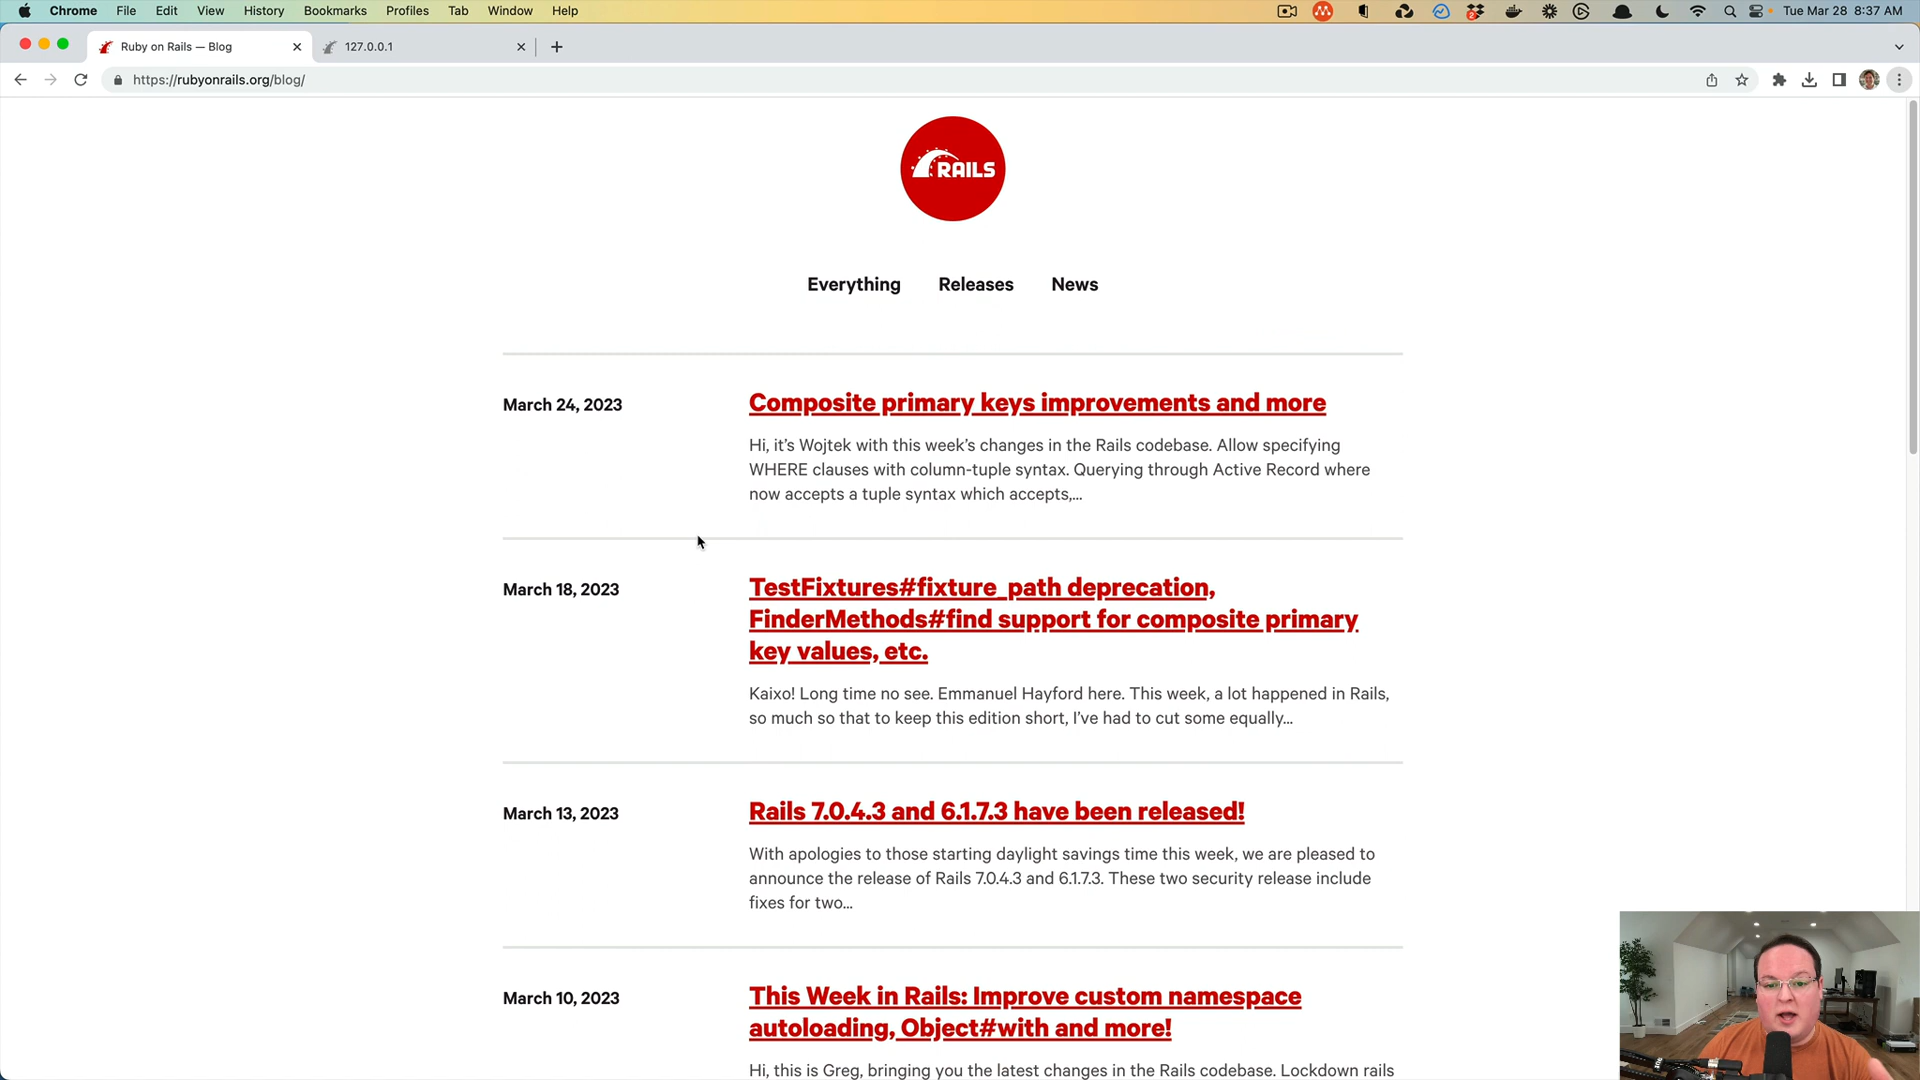 Chrome File Edit View History Bookmarks Profiles Tab Window Help Tue Mar 28 8:37 AM
Ruby on Rails — Blog 127.0.0.1
https://rubyonrails.org/blog/
RAILS
Everything Releases News
March 24, 2023
Composite primary keys improvements and more
Hi, it's Wojtek with this week's changes in the Rails codebase. Allow specifying
WHERE clauses with column-tuple syntax. Querying through Active Record where
now accepts a tuple syntax which accepts,...
March 18, 2023
TestFixtures#fixture_path deprecation,
FinderMethods#find support for composite primary
key values, etc.
Kaixo! Long time no see. Emmanuel Hayford here. This week, a lot happened in Rails,
so much so that to keep this edition short, I've had to cut some equally...
March 13, 2023
Rails 7.0.4.3 and 6.1.7.3 have been released!
With apologies to those starting daylight savings time this week, we are pleased to
announce the release of Rails 7.0.4.3 and 6.1.7.3. These two security release include
fixes for two...
March 10, 2023
This Week in Rails: Improve custom namespace
autoloading, Object#with and more!
Hi, this is Greg, bringing you the latest changes in the Rails codebase. Lockdown rails